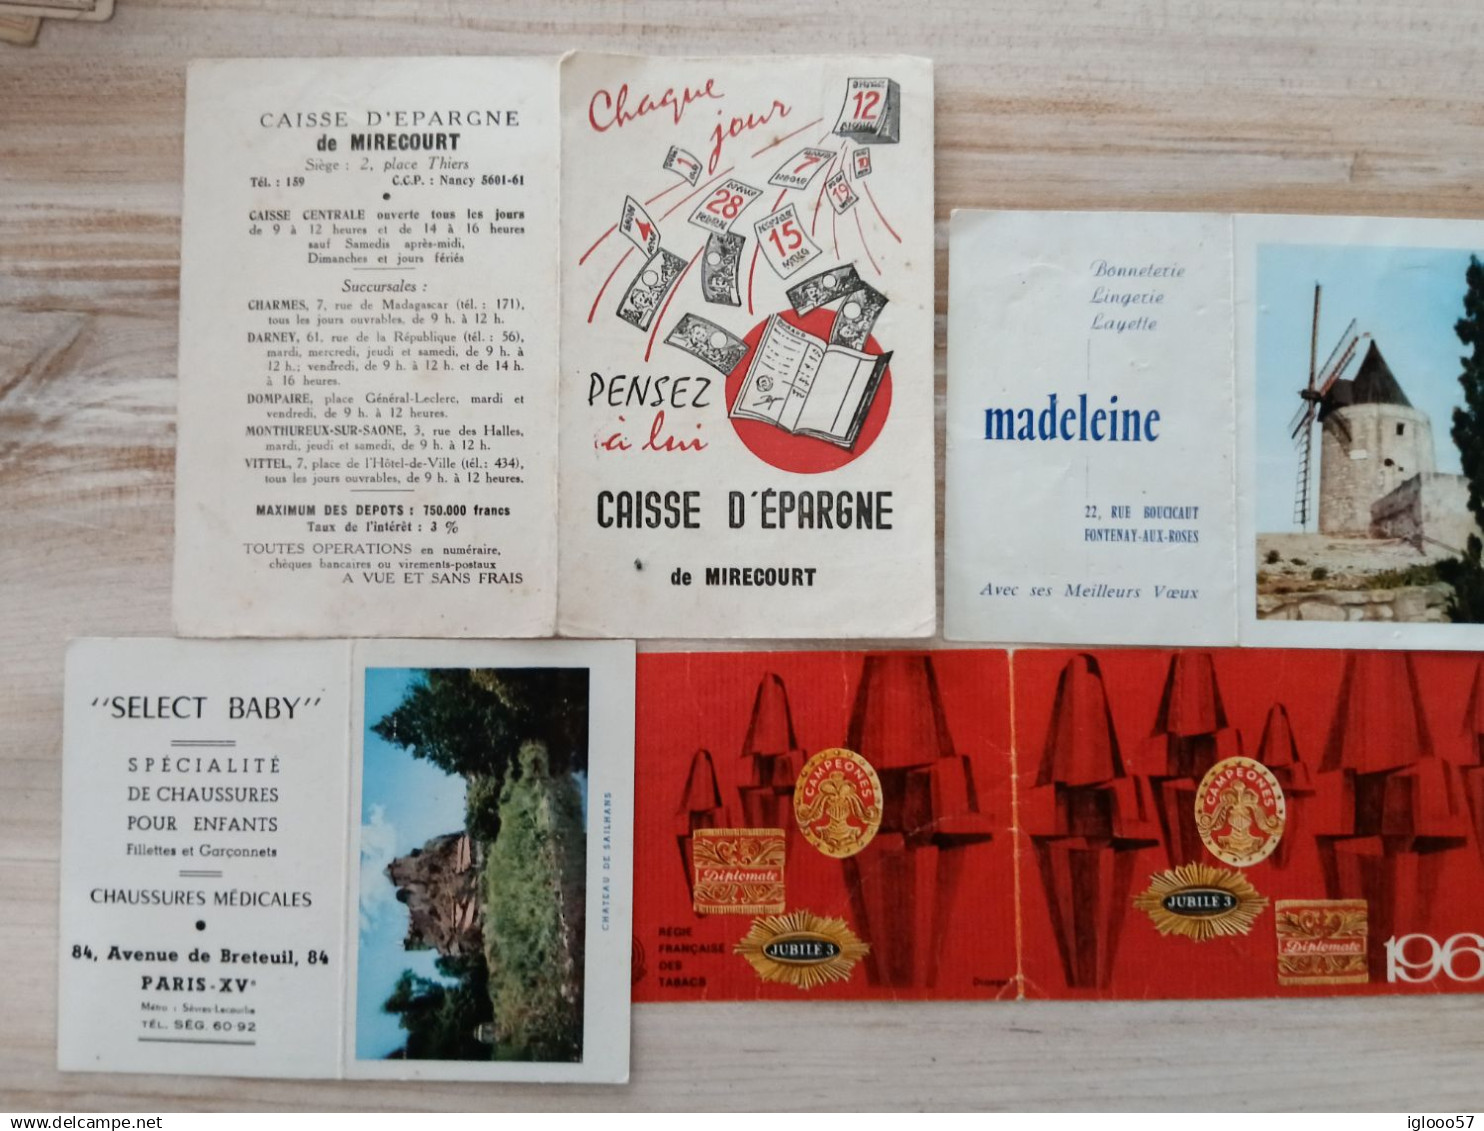 CAISSE D'EPARGNE
de MIRECOURT
Siège : 2, place Thiers
Tél. : 159 C.C.P. : Nancy 5601-61
CAISSE CENTRALE ouverte tous les jours
de 9 à 12 heures et de 14 à 16 heures
sauf Samedis après-midi,
Dimanches et jours fériés
Succursales :
CHARMES, 7, rue de Madagascar (tél. : 171),
tous les jours ouvrables, de 9 h. à 12 h.
DARNEY, 61, rue de la République (tél. : 56),
mardi, mercredi, jeudi et samedi, de 9 h. à
12 h.; vendredi, de 9 h. à 12 h. et de 14 h.
à 16 heures.
DOMPAIRE, place Général-Leclerc, mardi et
vendredi, de 9 h. à 12 heures.
MONTHUREUX-SUR-SAONE, 3, rue des Halles,
mardi, jeudi et samedi, de 9 h. à 12 h.
VITTEL, 7, place de l'Hôtel-de-Ville (tél.: 434),
tous les jours ouvrables, de 9 h. à 12 heures.
MAXIMUM DES DEPOTS : 750.000 francs
Taux de l'intérêt : 3 %
TOUTES OPERATIONS en numéraire,
chèques bancaires ou virements-postaux
A VUE ET SANS FRAIS
Chaque
jour
12
1
7
10
28
19
4
15
PENSEZ
à lui
CAISSE D'ÉPARGNE
de MIRECOURT
Bonneterie
Lingerie
Layette
madeleine
22, RUE BOUCICAUT
FONTENAY-AUX-ROSES
Avec ses Meilleurs Vœux
"SELECT BABY"
SPÉCIALITÉ
DE CHAUSSURES
POUR ENFANTS
Fillettes et Garçonnets
CHAUSSURES MÉDICALES
84, Avenue de Breteuil, 84
PARIS-XVe
Métro : Sèvres-Lecourbe
TÉL. SÉG. 60-92
CHATEAU DE SAILHANS
CAMPEONES
Diplomate
JUBILÉ 3
RÉGIE
FRANÇAISE
DES
TABACS
CAMPEONES
JUBILÉ 3
Diplomate
196
iglooo57